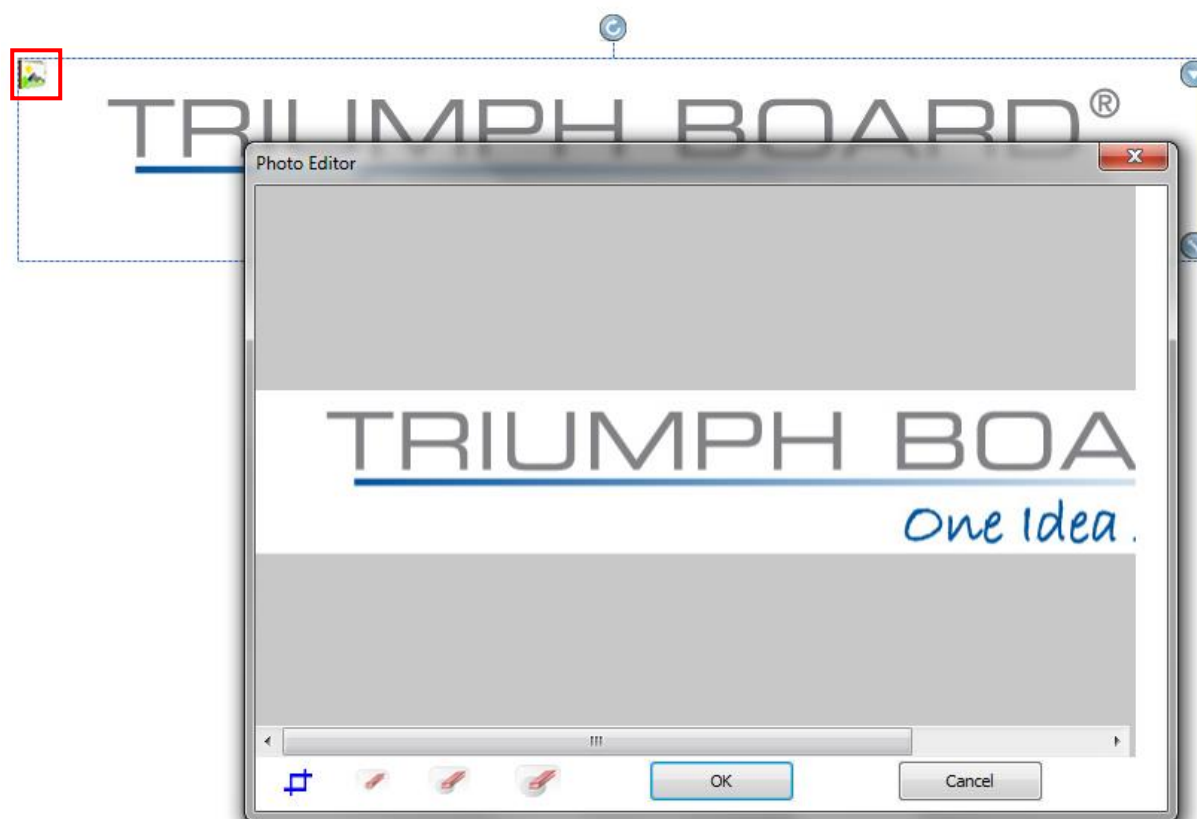 TRIUMPH BOARD®
Photo Editor
TRIUMPH BOA
One Idea .
OK
Cancel